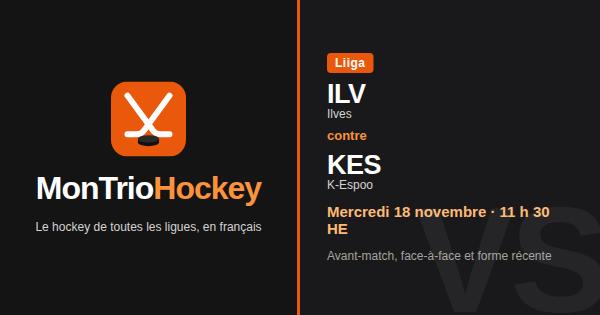 MonTrioHockey
Le hockey de toutes les ligues, en français
Liiga
ILV
Ilves
contre
KES
K-Espoo
Mercredi 18 novembre · 11 h 30
HE
Avant-match, face-à-face et forme récente
VS